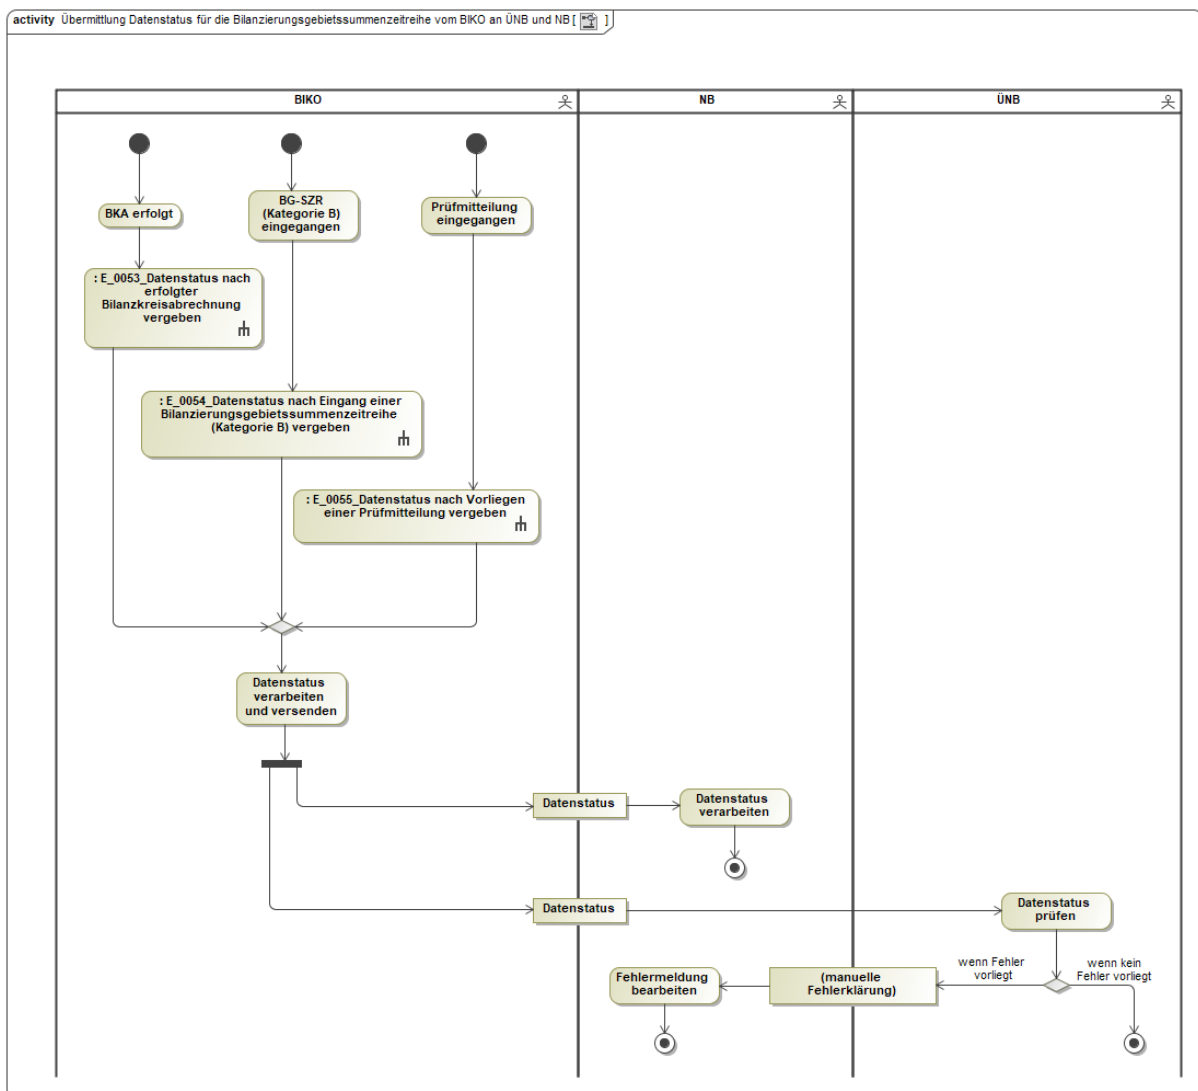 activity Übermittlung Datenstatus für die Bilanzierungsgebietssummenzeitreihe vom BIKO an ÜNB und NB [ ]
BIKO
NB
ÜNB
BKA erfolgt
BG-SZR
(Kategorie B)
eingegangen
Prüfmitteilung
eingegangen
: E_0053_Datenstatus nach
erfolgter
Bilanzkreisabrechnung
vergeben
: E_0054_Datenstatus nach Eingang einer
Bilanzierungsgebietssummenzeitreihe
(Kategorie B) vergeben
: E_0055_Datenstatus nach Vorliegen
einer Prüfmitteilung vergeben
Datenstatus
verarbeiten
und versenden
Datenstatus
Datenstatus
verarbeiten
Datenstatus
Datenstatus
prüfen
wenn Fehler
vorliegt
wenn kein
Fehler vorliegt
(manuelle
Fehlerklärung)
Fehlermeldung
bearbeiten